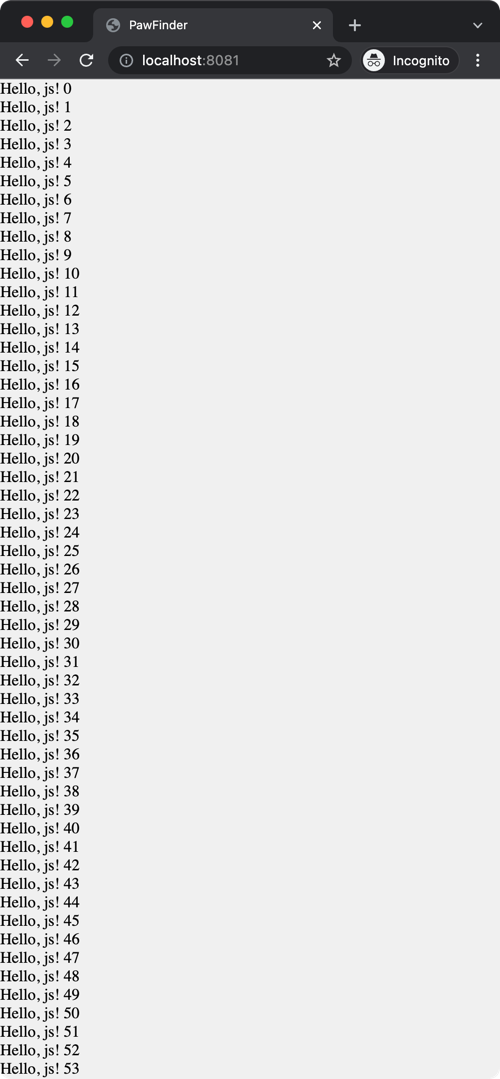 PawFinder
localhost:8081
Incognito
Hello, js! 0
Hello, js! 1
Hello, js! 2
Hello, js! 3
Hello, js! 4
Hello, js! 5
Hello, js! 6
Hello, js! 7
Hello, js! 8
Hello, js! 9
Hello, js! 10
Hello, js! 11
Hello, js! 12
Hello, js! 13
Hello, js! 14
Hello, js! 15
Hello, js! 16
Hello, js! 17
Hello, js! 18
Hello, js! 19
Hello, js! 20
Hello, js! 21
Hello, js! 22
Hello, js! 23
Hello, js! 24
Hello, js! 25
Hello, js! 26
Hello, js! 27
Hello, js! 28
Hello, js! 29
Hello, js! 30
Hello, js! 31
Hello, js! 32
Hello, js! 33
Hello, js! 34
Hello, js! 35
Hello, js! 36
Hello, js! 37
Hello, js! 38
Hello, js! 39
Hello, js! 40
Hello, js! 41
Hello, js! 42
Hello, js! 43
Hello, js! 44
Hello, js! 45
Hello, js! 46
Hello, js! 47
Hello, js! 48
Hello, js! 49
Hello, js! 50
Hello, js! 51
Hello, js! 52
Hello, js! 53